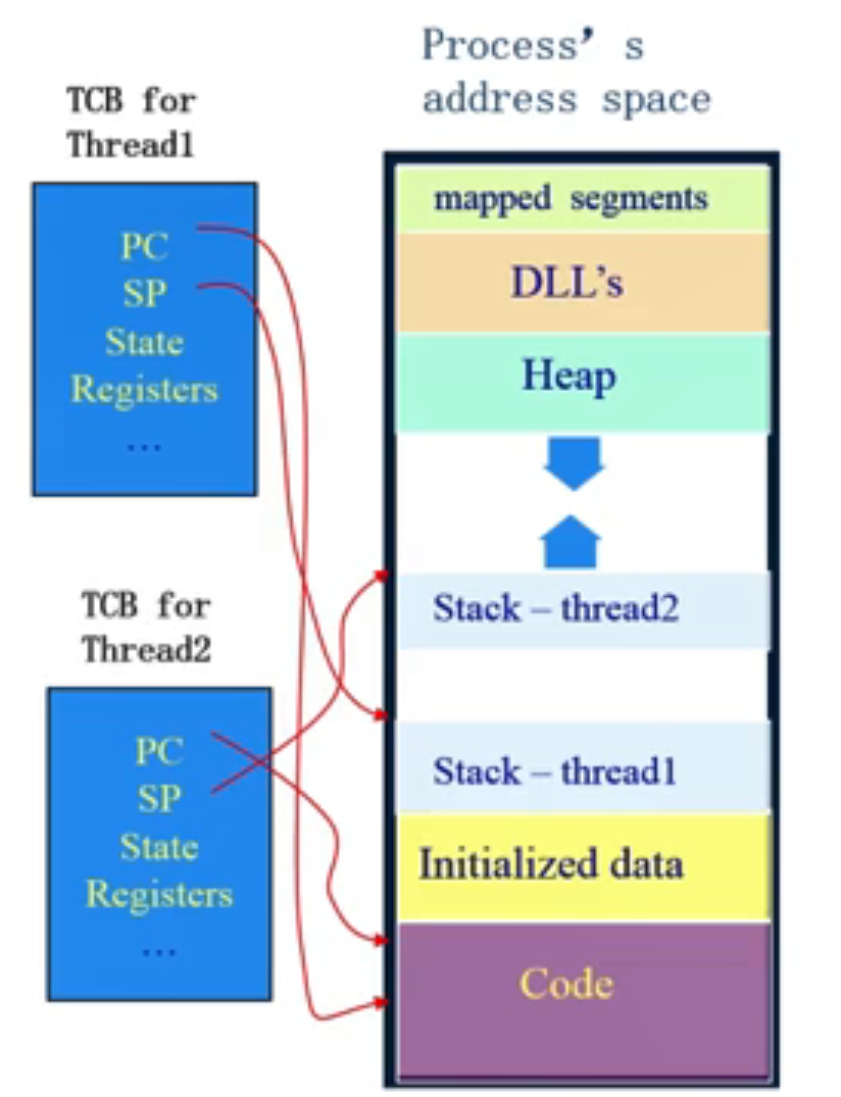 Process’ s
address space
TCB for
Thread1
PC
SP
State
Registers
...
TCB for
Thread2
PC
SP
State
Registers
...
mapped segments
DLL’s
Heap
Stack – thread2
Stack – thread1
Initialized data
Code